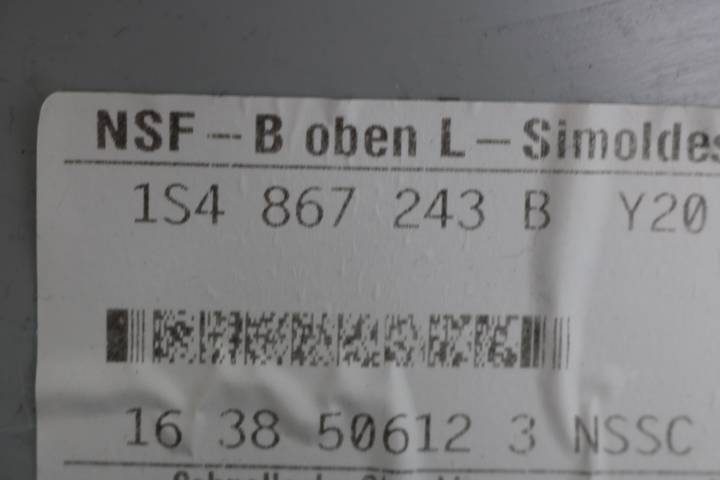 NSF - B oben L - Simoldes
1S4 867 243 B Y20
16 38 50612 3 NSSC